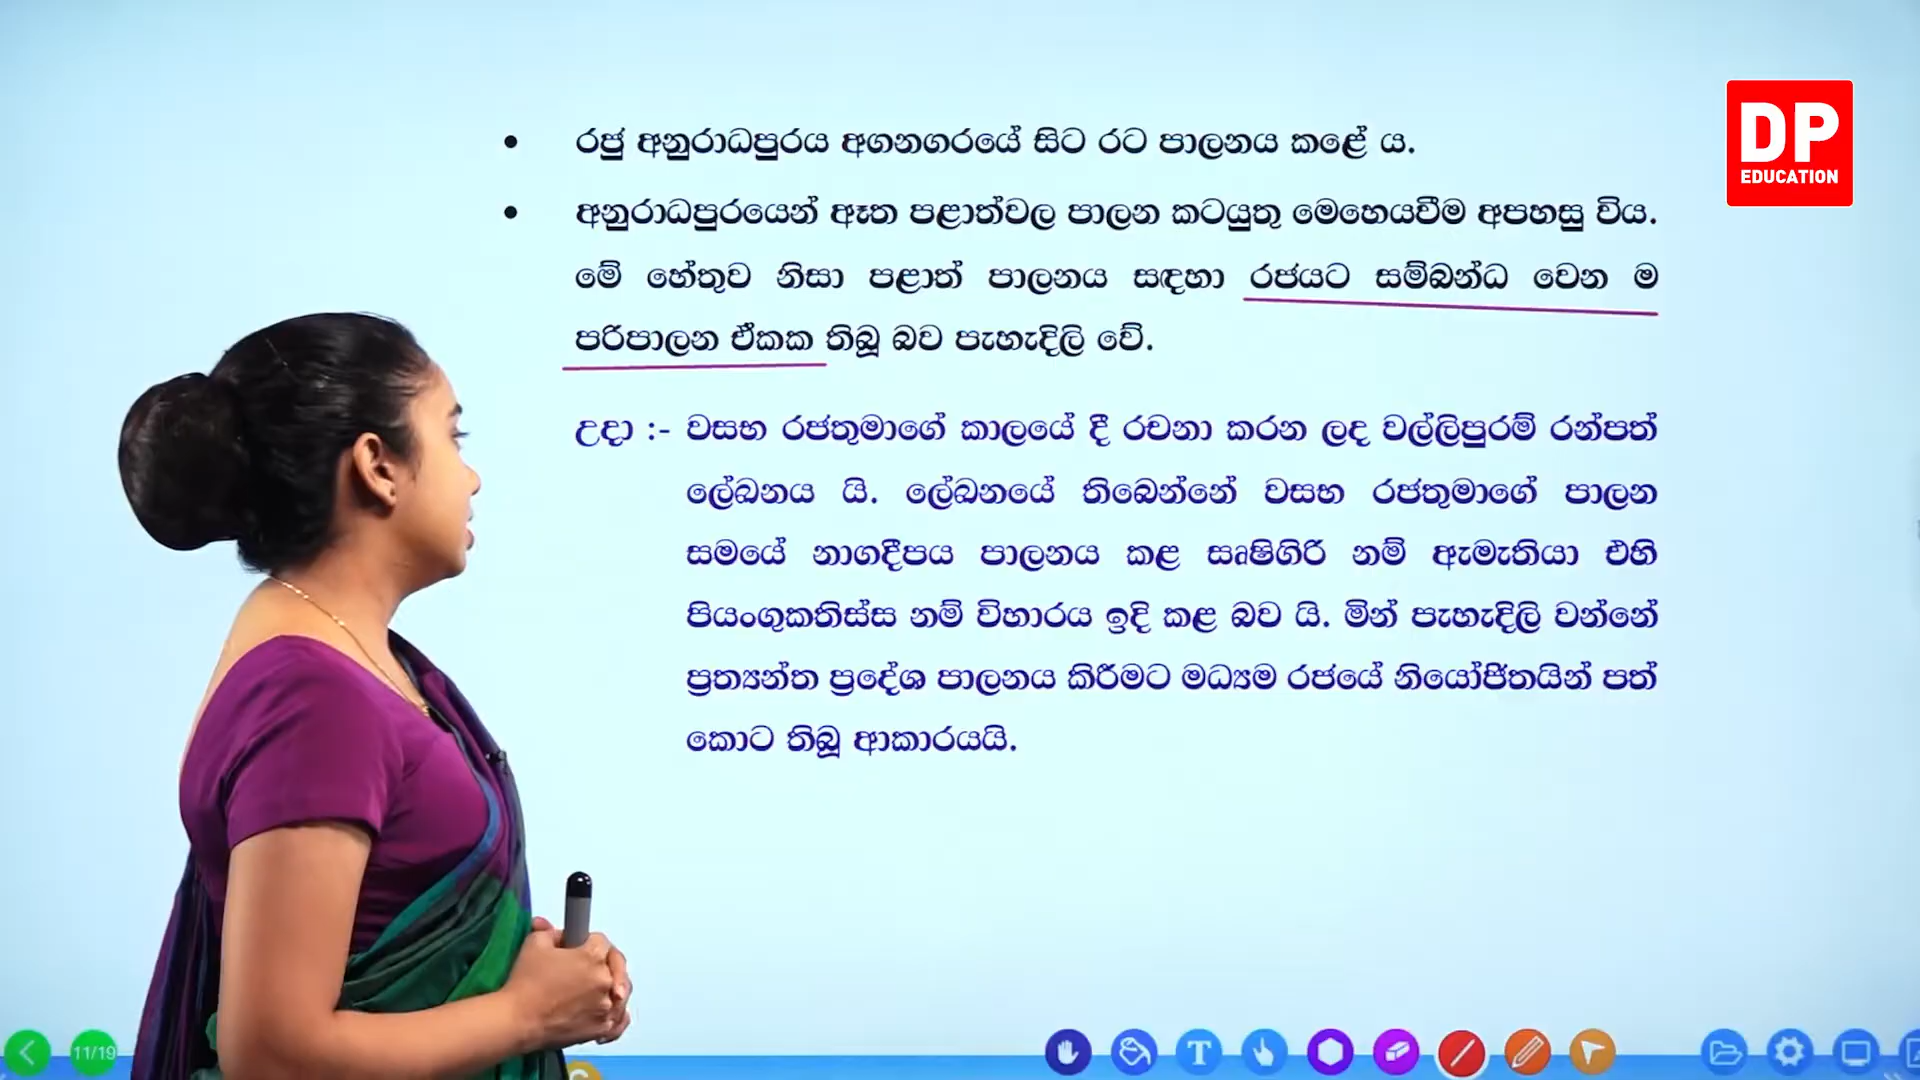 DP
EDUCATION
• රජු අනුරාධපුරය අගනගරයේ සිට රට පාලනය කළේ ය.
• අනුරාධපුරයෙන් ඈත පළාත්වල පාලන කටයුතු මෙහෙයවීම අපහසු විය.
මේ හේතුව නිසා පළාත් පාලනය සඳහා රජයට සම්බන්ධ වෙන ම
පරිපාලන ඒකක තිබූ බව පැහැදිලි වේ.
උදා :- වසභ රජතුමාගේ කාලයේ දී රචනා කරන ලද වල්ලිපුරම් රන්පත්
ලේඛනය යි. ලේඛනයේ තිබෙන්නේ වසභ රජතුමාගේ පාලන
සමයේ නාගදීපය පාලනය කළ සෘෂිගිරි නම් ඇමැතියා එහි
පියංගුකතිස්ස නම් විහාරය ඉදි කළ බව යි. මින් පැහැදිලි වන්නේ
ප්‍රත්‍යන්ත ප්‍රදේශ පාලනය කිරීමට මධ්‍යම රජයේ නියෝජිතයින් පත්
කොට තිබූ ආකාරයයි.
11/19
T